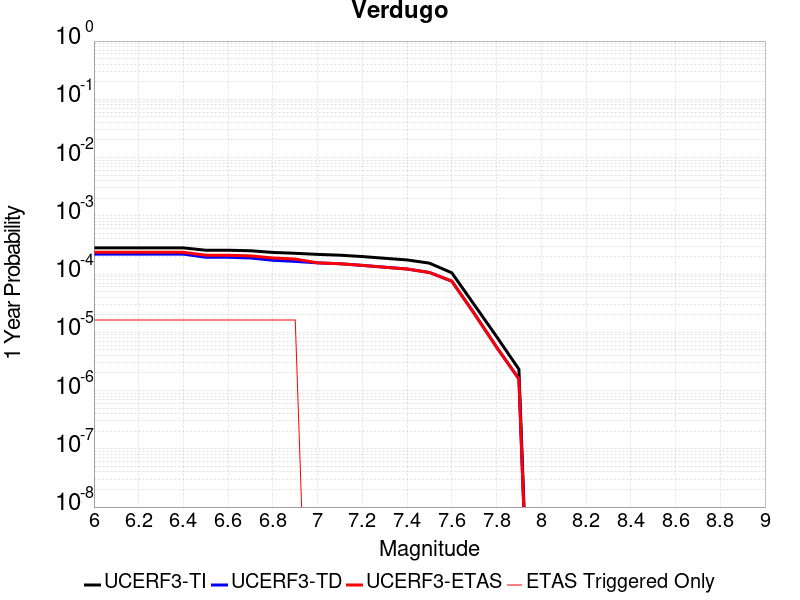 Verdugo
10^0
10^-1
10^-2
10^-3
10^-4
10^-5
10^-6
10^-7
10^-8
1 Year Probability
6 6.2 6.4 6.6 6.8 7 7.2 7.4 7.6 7.8 8 8.2 8.4 8.6 8.8 9
Magnitude
UCERF3-TI UCERF3-TD UCERF3-ETAS ETAS Triggered Only